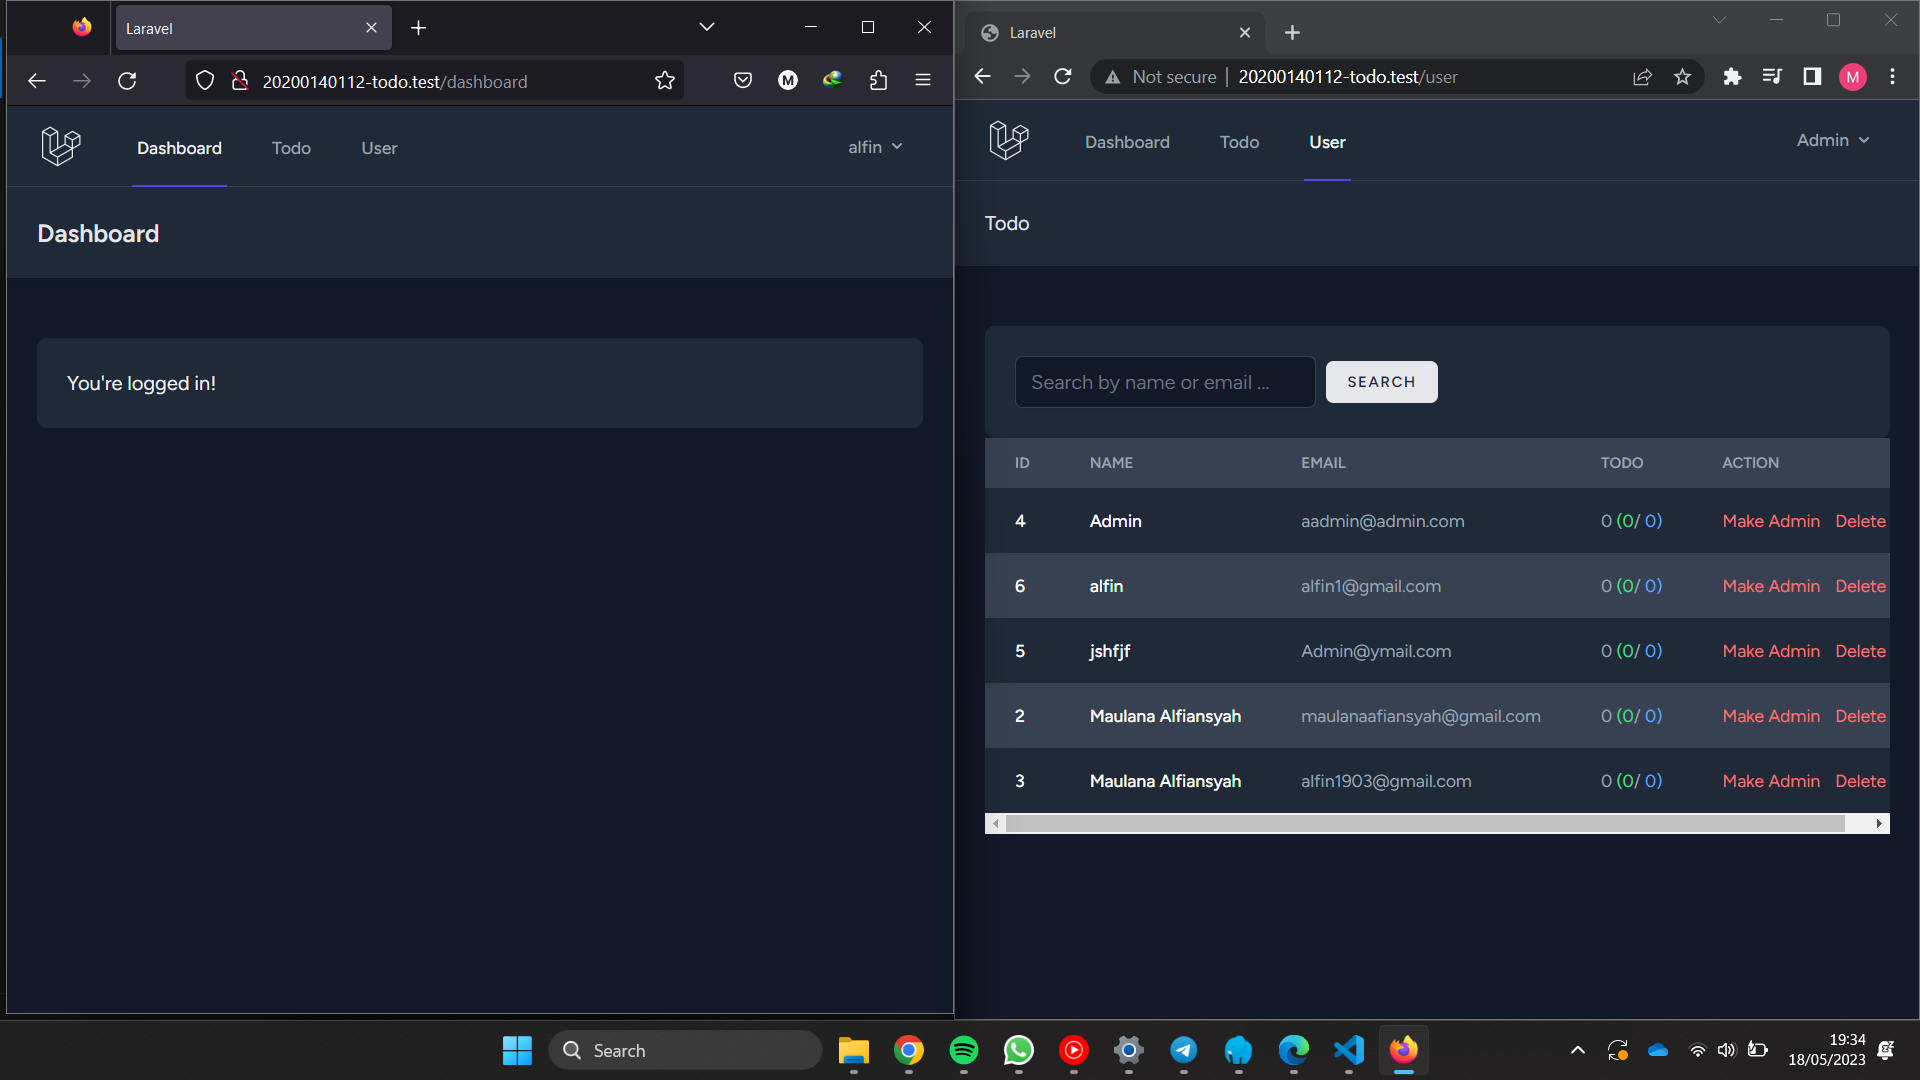 Laravel
20200140112-todo.test/dashboard
M
Dashboard
Todo
User
alfin
Dashboard
You're logged in!
Laravel
Not secure
20200140112-todo.test/user
M
Dashboard
Todo
User
Admin
Todo
Search by name or email ...
SEARCH
ID NAME EMAIL TODO ACTION
4 Admin aadmin@admin.com 0 (0/ 0) Make Admin Delete
6 alfin alfin1@gmail.com 0 (0/ 0) Make Admin Delete
5 jshfjf Admin@ymail.com 0 (0/ 0) Make Admin Delete
2 Maulana Alfiansyah maulanaafiansyah@gmail.com 0 (0/ 0) Make Admin Delete
3 Maulana Alfiansyah alfin1903@gmail.com 0 (0/ 0) Make Admin Delete
Search
19:34
18/05/2023